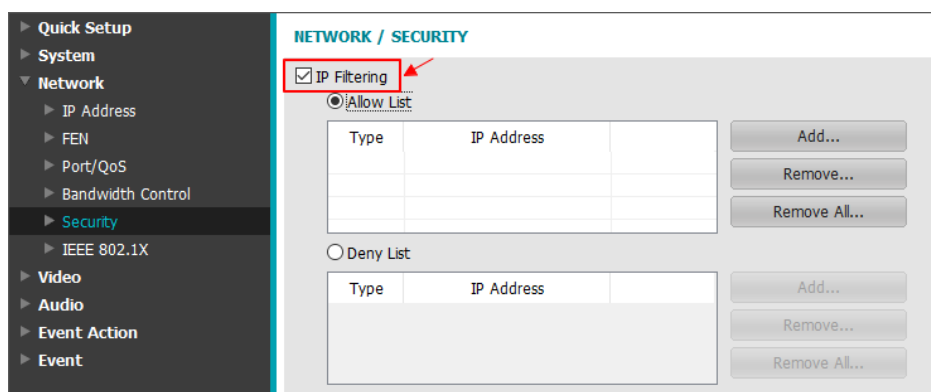 Quick Setup
System
Network
IP Address
FEN
Port/QoS
Bandwidth Control
Security
IEEE 802.1X
Video
Audio
Event Action
Event
NETWORK / SECURITY
IP Filtering
Allow List
Type IP Address
Add...
Remove...
Remove All...
Deny List
Type IP Address
Add...
Remove...
Remove All...